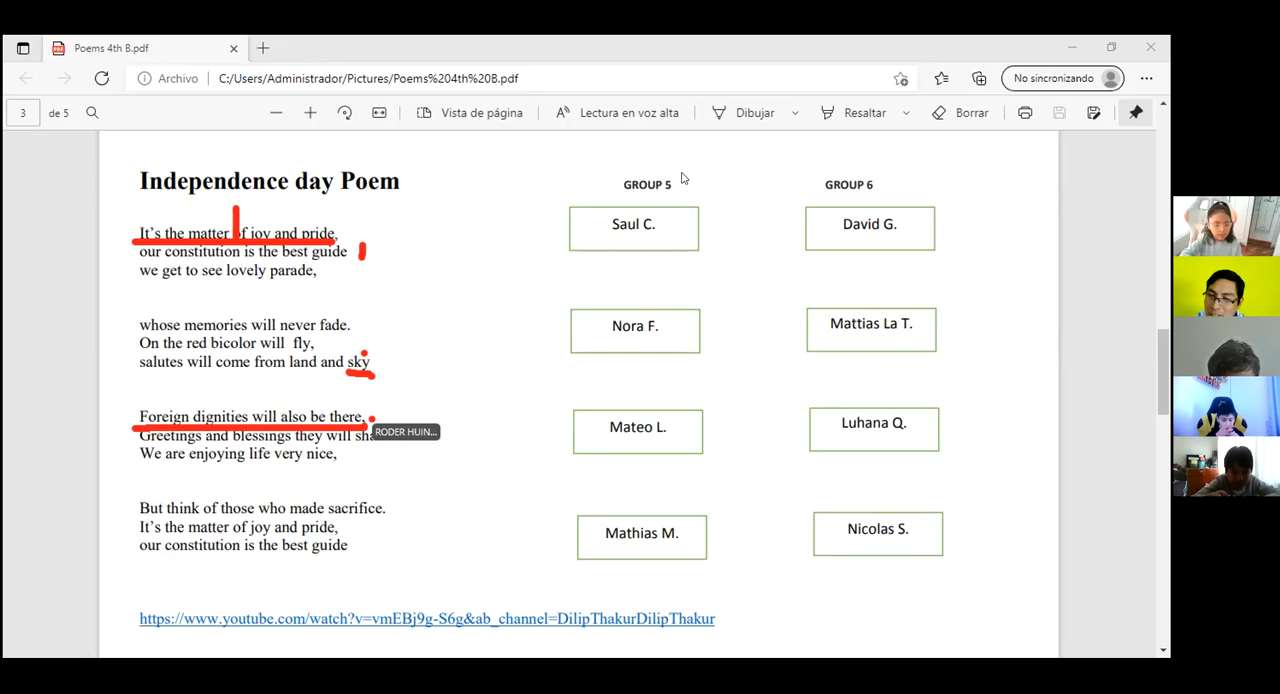 Poems 4th B.pdf
Archivo
C:/Users/Administrador/Pictures/Poems%204th%20B.pdf
No sincronizando
3
de 5
Vista de página
Lectura en voz alta
Dibujar
Resaltar
Borrar
Independence day Poem
It's the matter of joy and pride,
our constitution is the best guide
we get to see lovely parade,
whose memories will never fade.
On the red bicolor will fly,
salutes will come from land and sky
Foreign dignities will also be there,
Greetings and blessings they will
We are enjoying life very nice,
But think of those who made sacrifice.
It's the matter of joy and pride,
our constitution is the best guide
RODER HUIN...
GROUP 5
Saul C.
Nora F.
Mateo L.
Mathias M.
GROUP 6
David G.
Mattias La T.
Luhana Q.
Nicolas S.
https://www.youtube.com/watch?v=vmEBj9g-S6g&ab_channel=DilipThakurDilipThakur